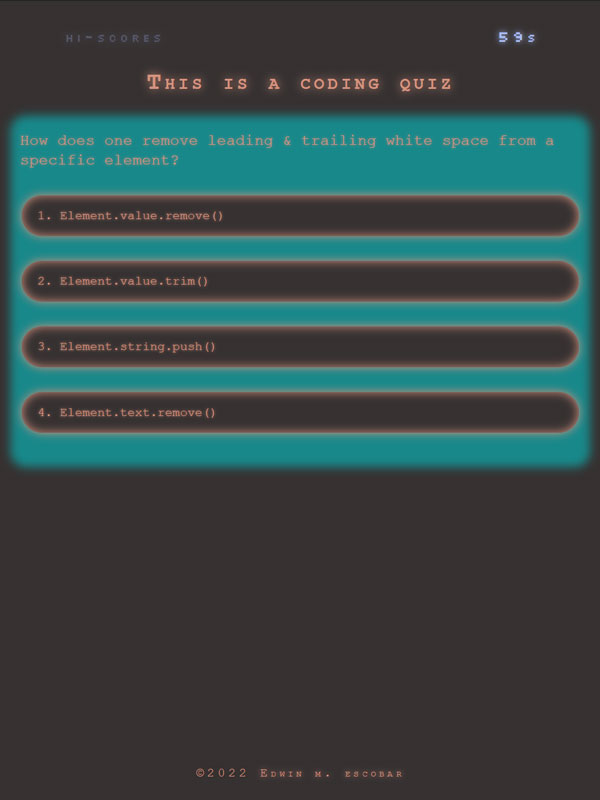 HI-SCORES
59s
This is a coding quiz
How does one remove leading & trailing white space from a
specific element?
1. Element.value.remove()
2. Element.value.trim()
3. Element.string.push()
4. Element.text.remove()
©2022 Edwin m. escobar